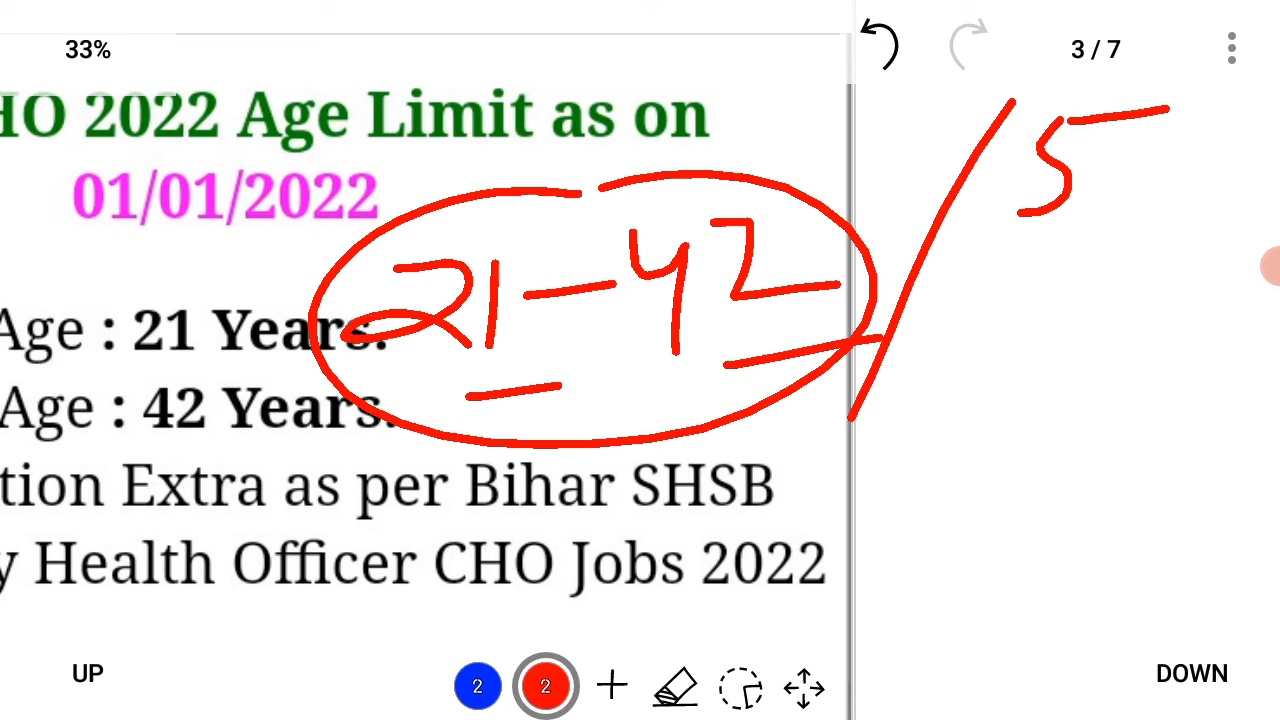 33%
3 / 7
HO 2022 Age Limit as on
01/01/2022
5
21-42
Age : 21 Years.
Age : 42 Years.
tion Extra as per Bihar SHSB
y Health Officer CHO Jobs 2022
UP
2
2
DOWN